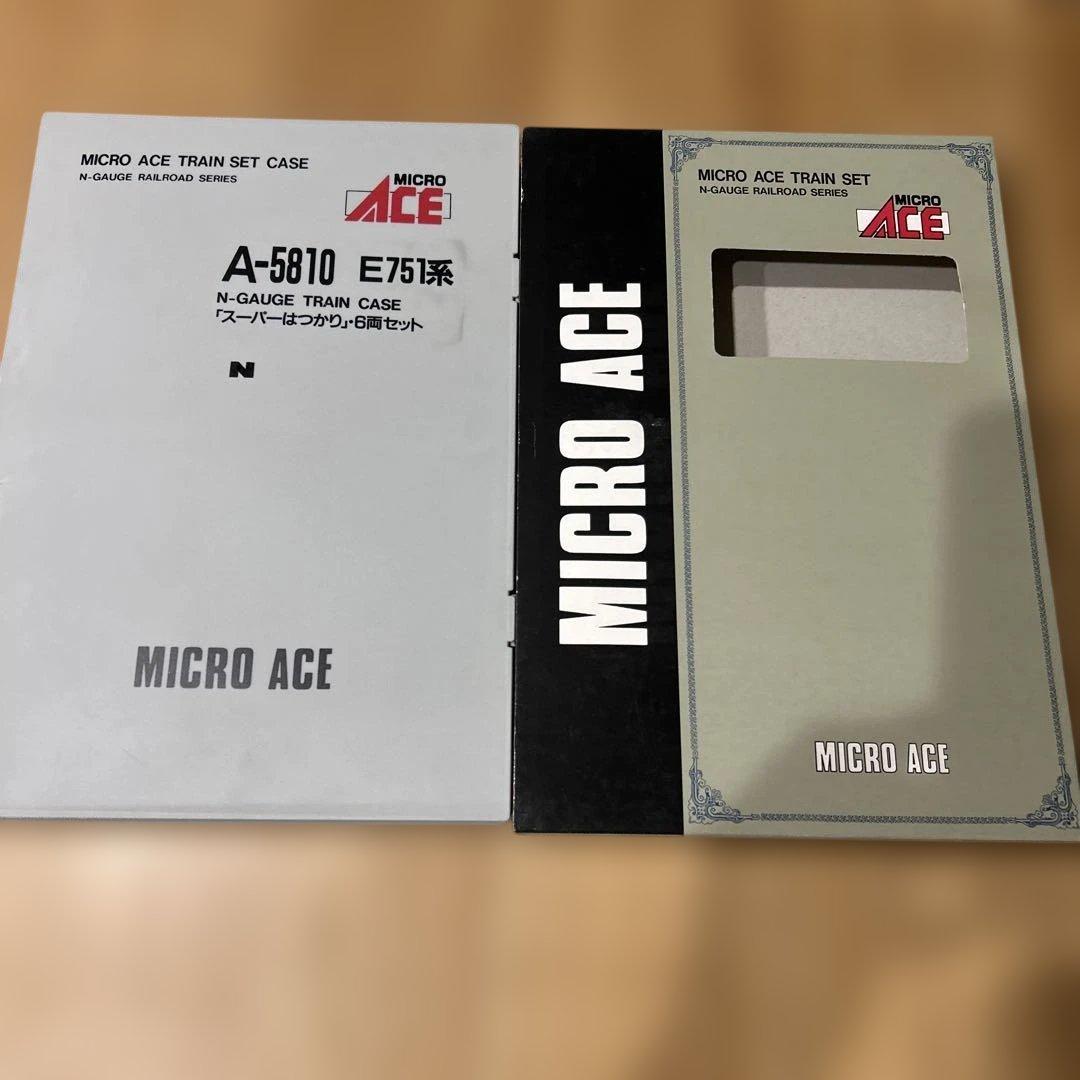 MICRO ACE TRAIN SET CASE
N-GAUGE RAILROAD SERIES
MICRO
ACE
A-5810 E751系
N-GAUGE TRAIN CASE
「スーパーはつかり」・6両セット
N
MICRO ACE
MICRO ACE
MICRO ACE TRAIN SET
N-GAUGE RAILROAD SERIES
MICRO
ACE
MICRO ACE